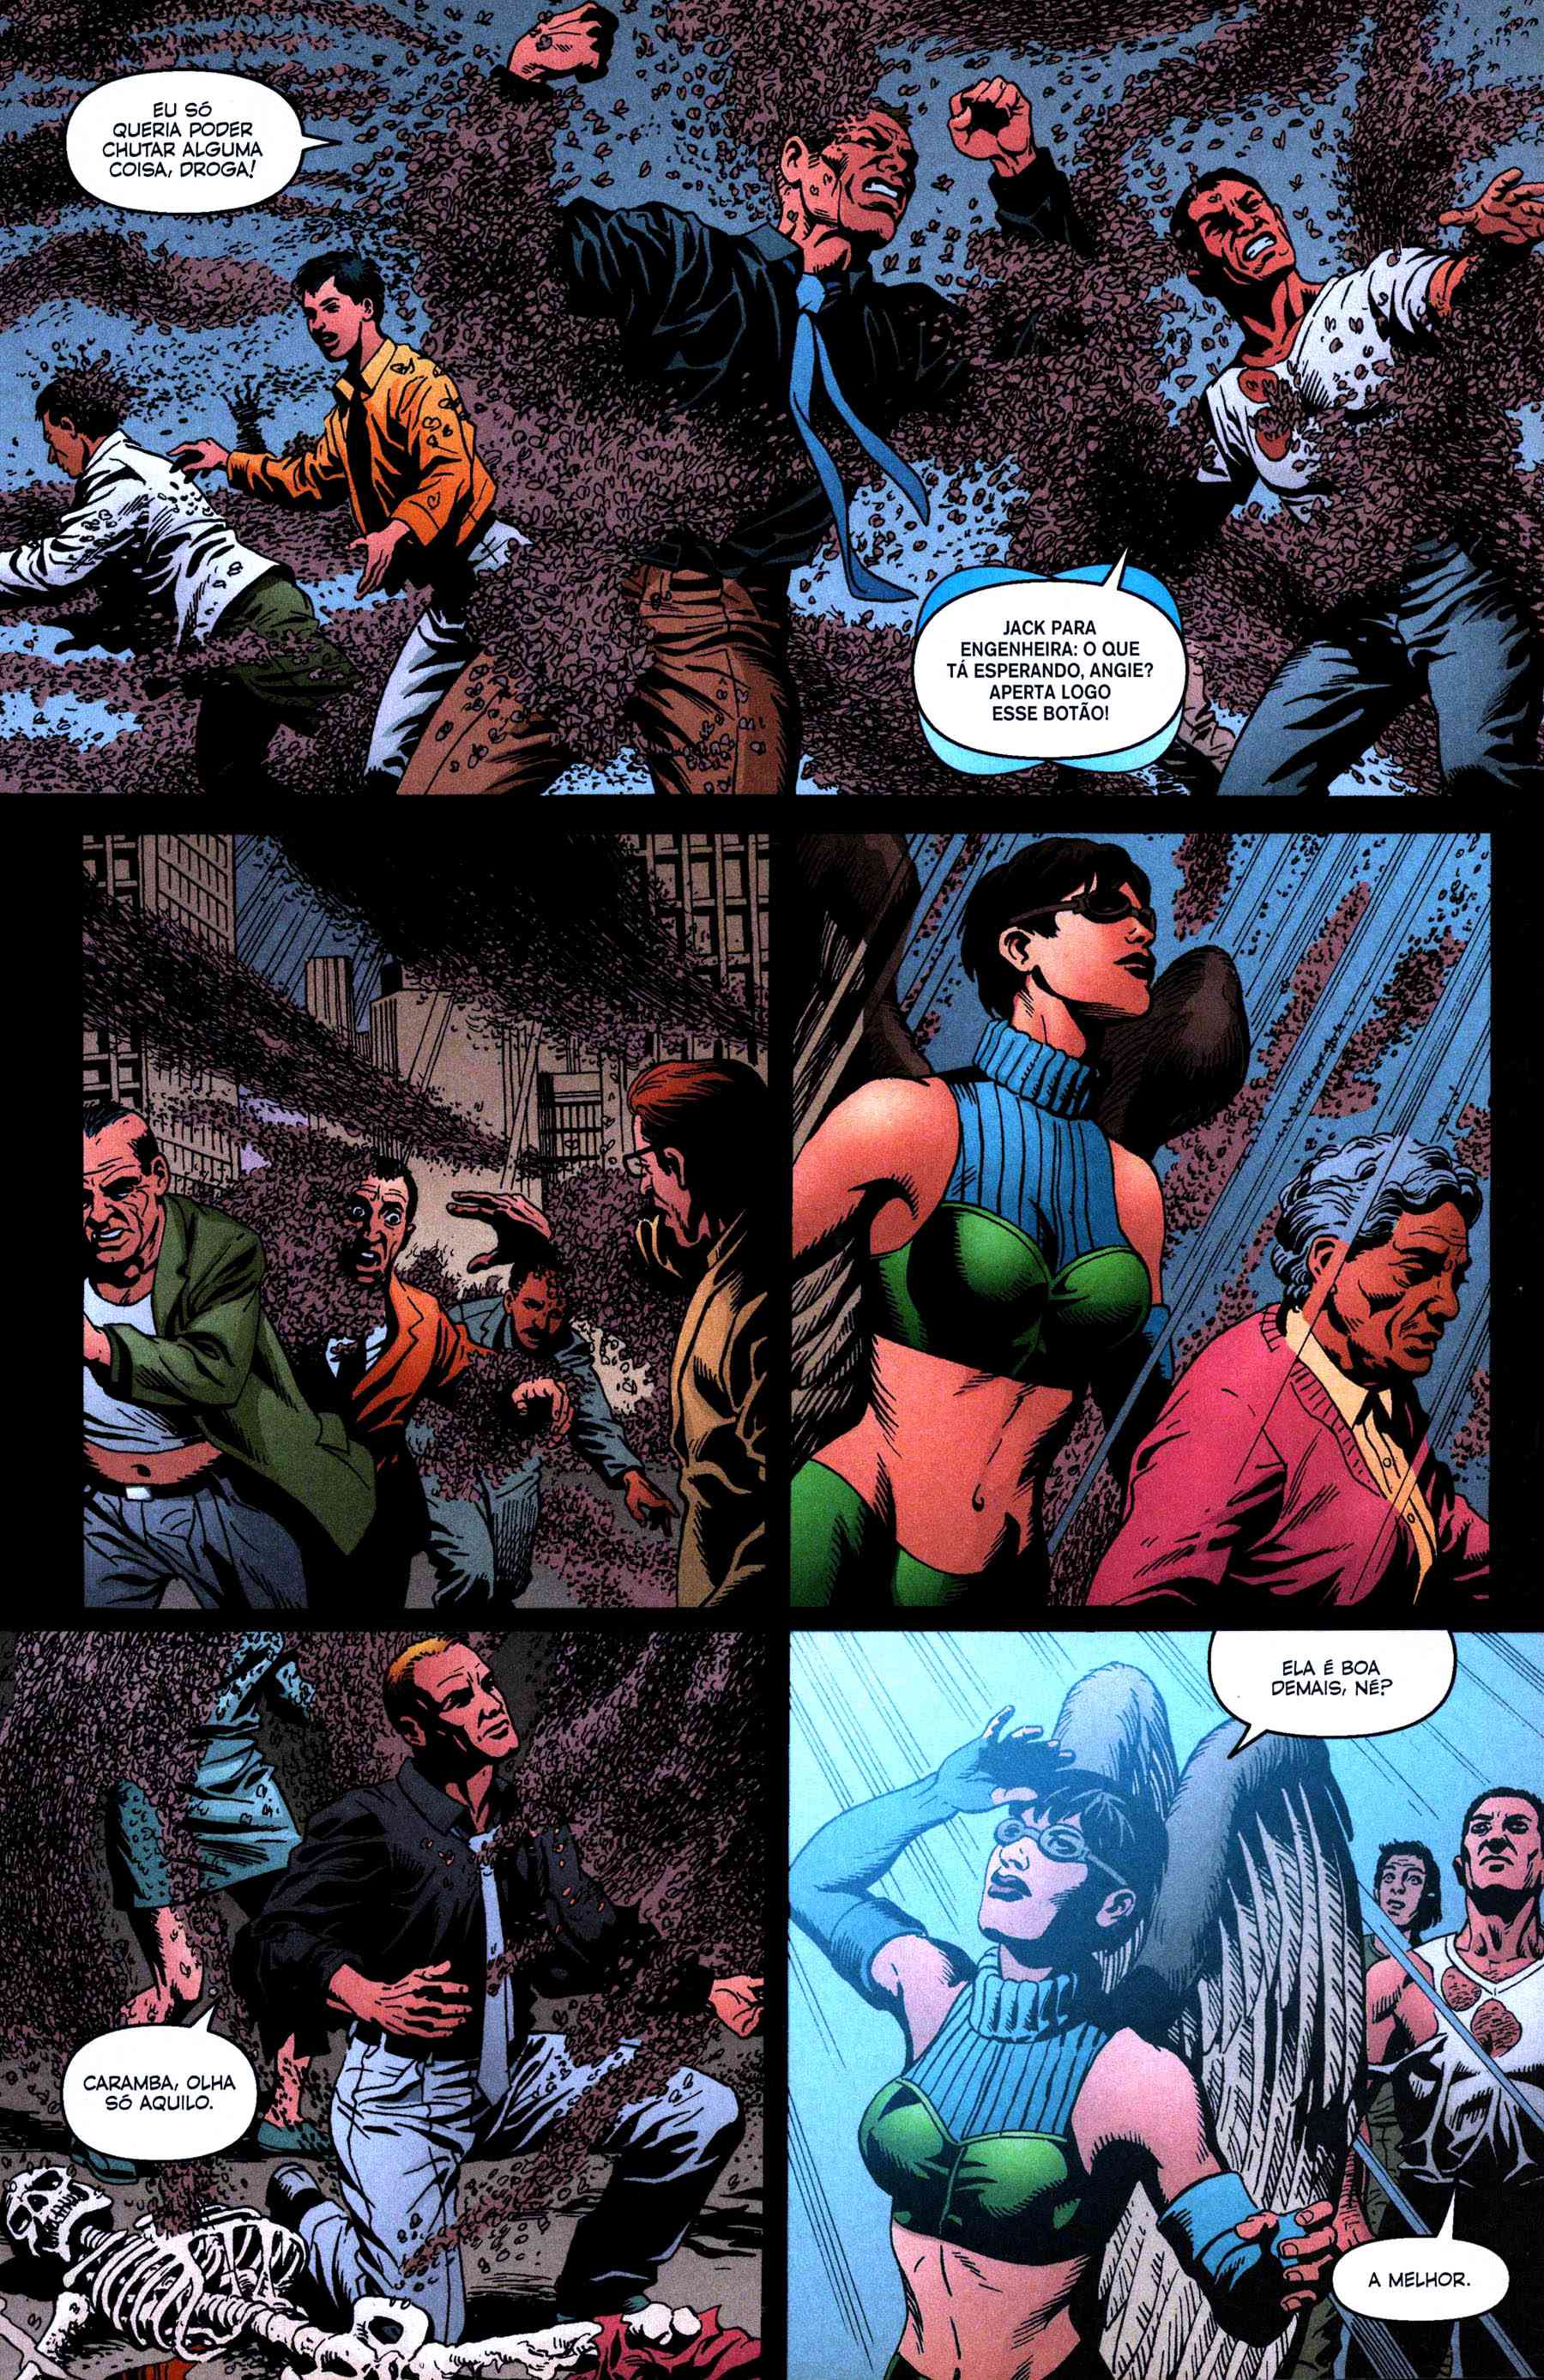 EU SÓ
QUERIA PODER
CHUTAR ALGUMA
COISA, DROGA!
JACK PARA
ENGENHEIRA: O QUE
TÁ ESPERANDO, ANGIE?
APERTA LOGO
ESSE BOTÃO!
CARAMBA, OLHA
SÓ AQUILO.
ELA É BOA
DEMAIS, NÉ?
A MELHOR.